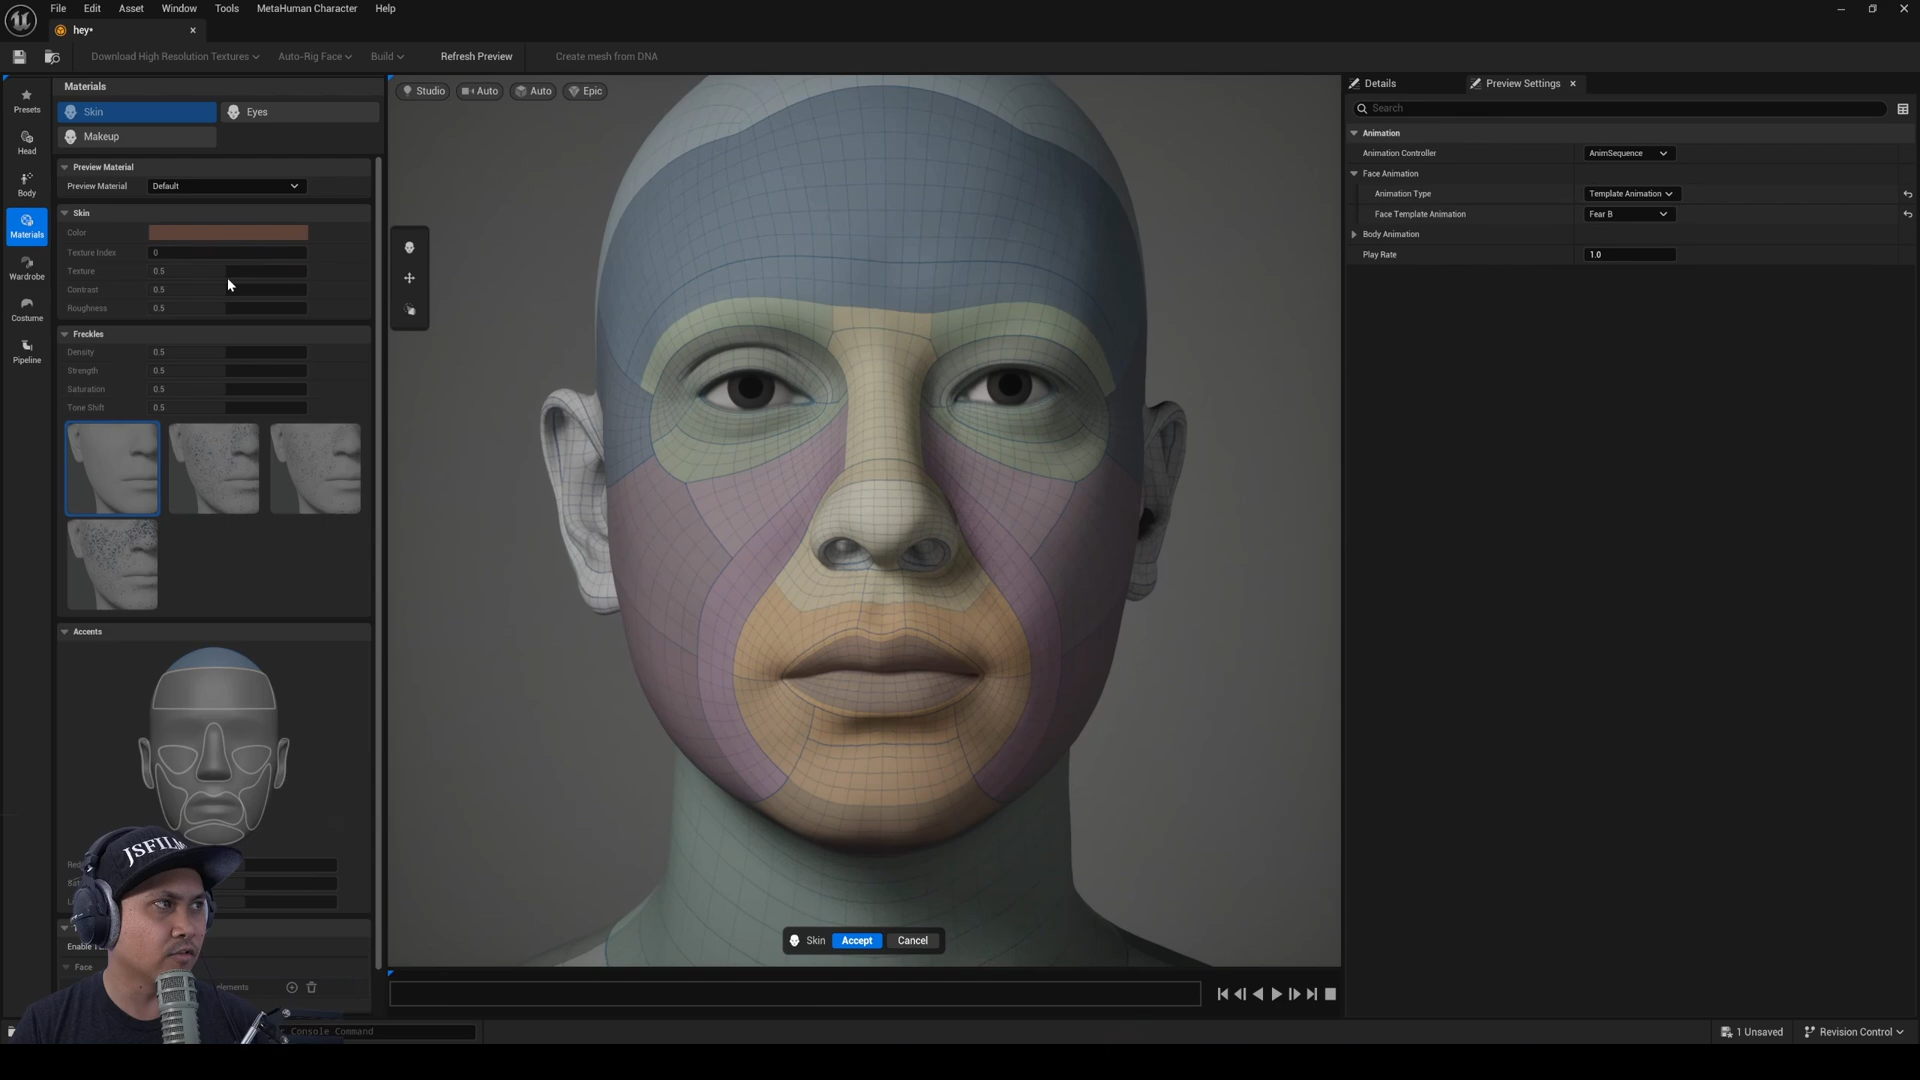 File Edit Asset Window Tools MetaHuman Character Help
hey•
Download High Resolution Textures Auto-Rig Face Build Refresh Preview Create mesh from DNA
Materials
Skin Eyes
Makeup
Presets
Head
Body
Materials
Wardrobe
Costume
Pipeline
Preview Material
Preview Material Default
Skin
Color
Texture Index 0
Texture 0.5
Contrast 0.5
Roughness 0.5
Freckles
Density 0.5
Strength 0.5
Saturation 0.5
Tone Shift 0.5
Accents
Face
elements
Console Command
JSFILM
Studio Auto Auto Epic
Skin Accept Cancel
Details Preview Settings
Search
Animation
Animation Controller AnimSequence
Face Animation
Animation Type Template Animation
Face Template Animation Fear B
Body Animation
Play Rate 1.0
1 Unsaved Revision Control